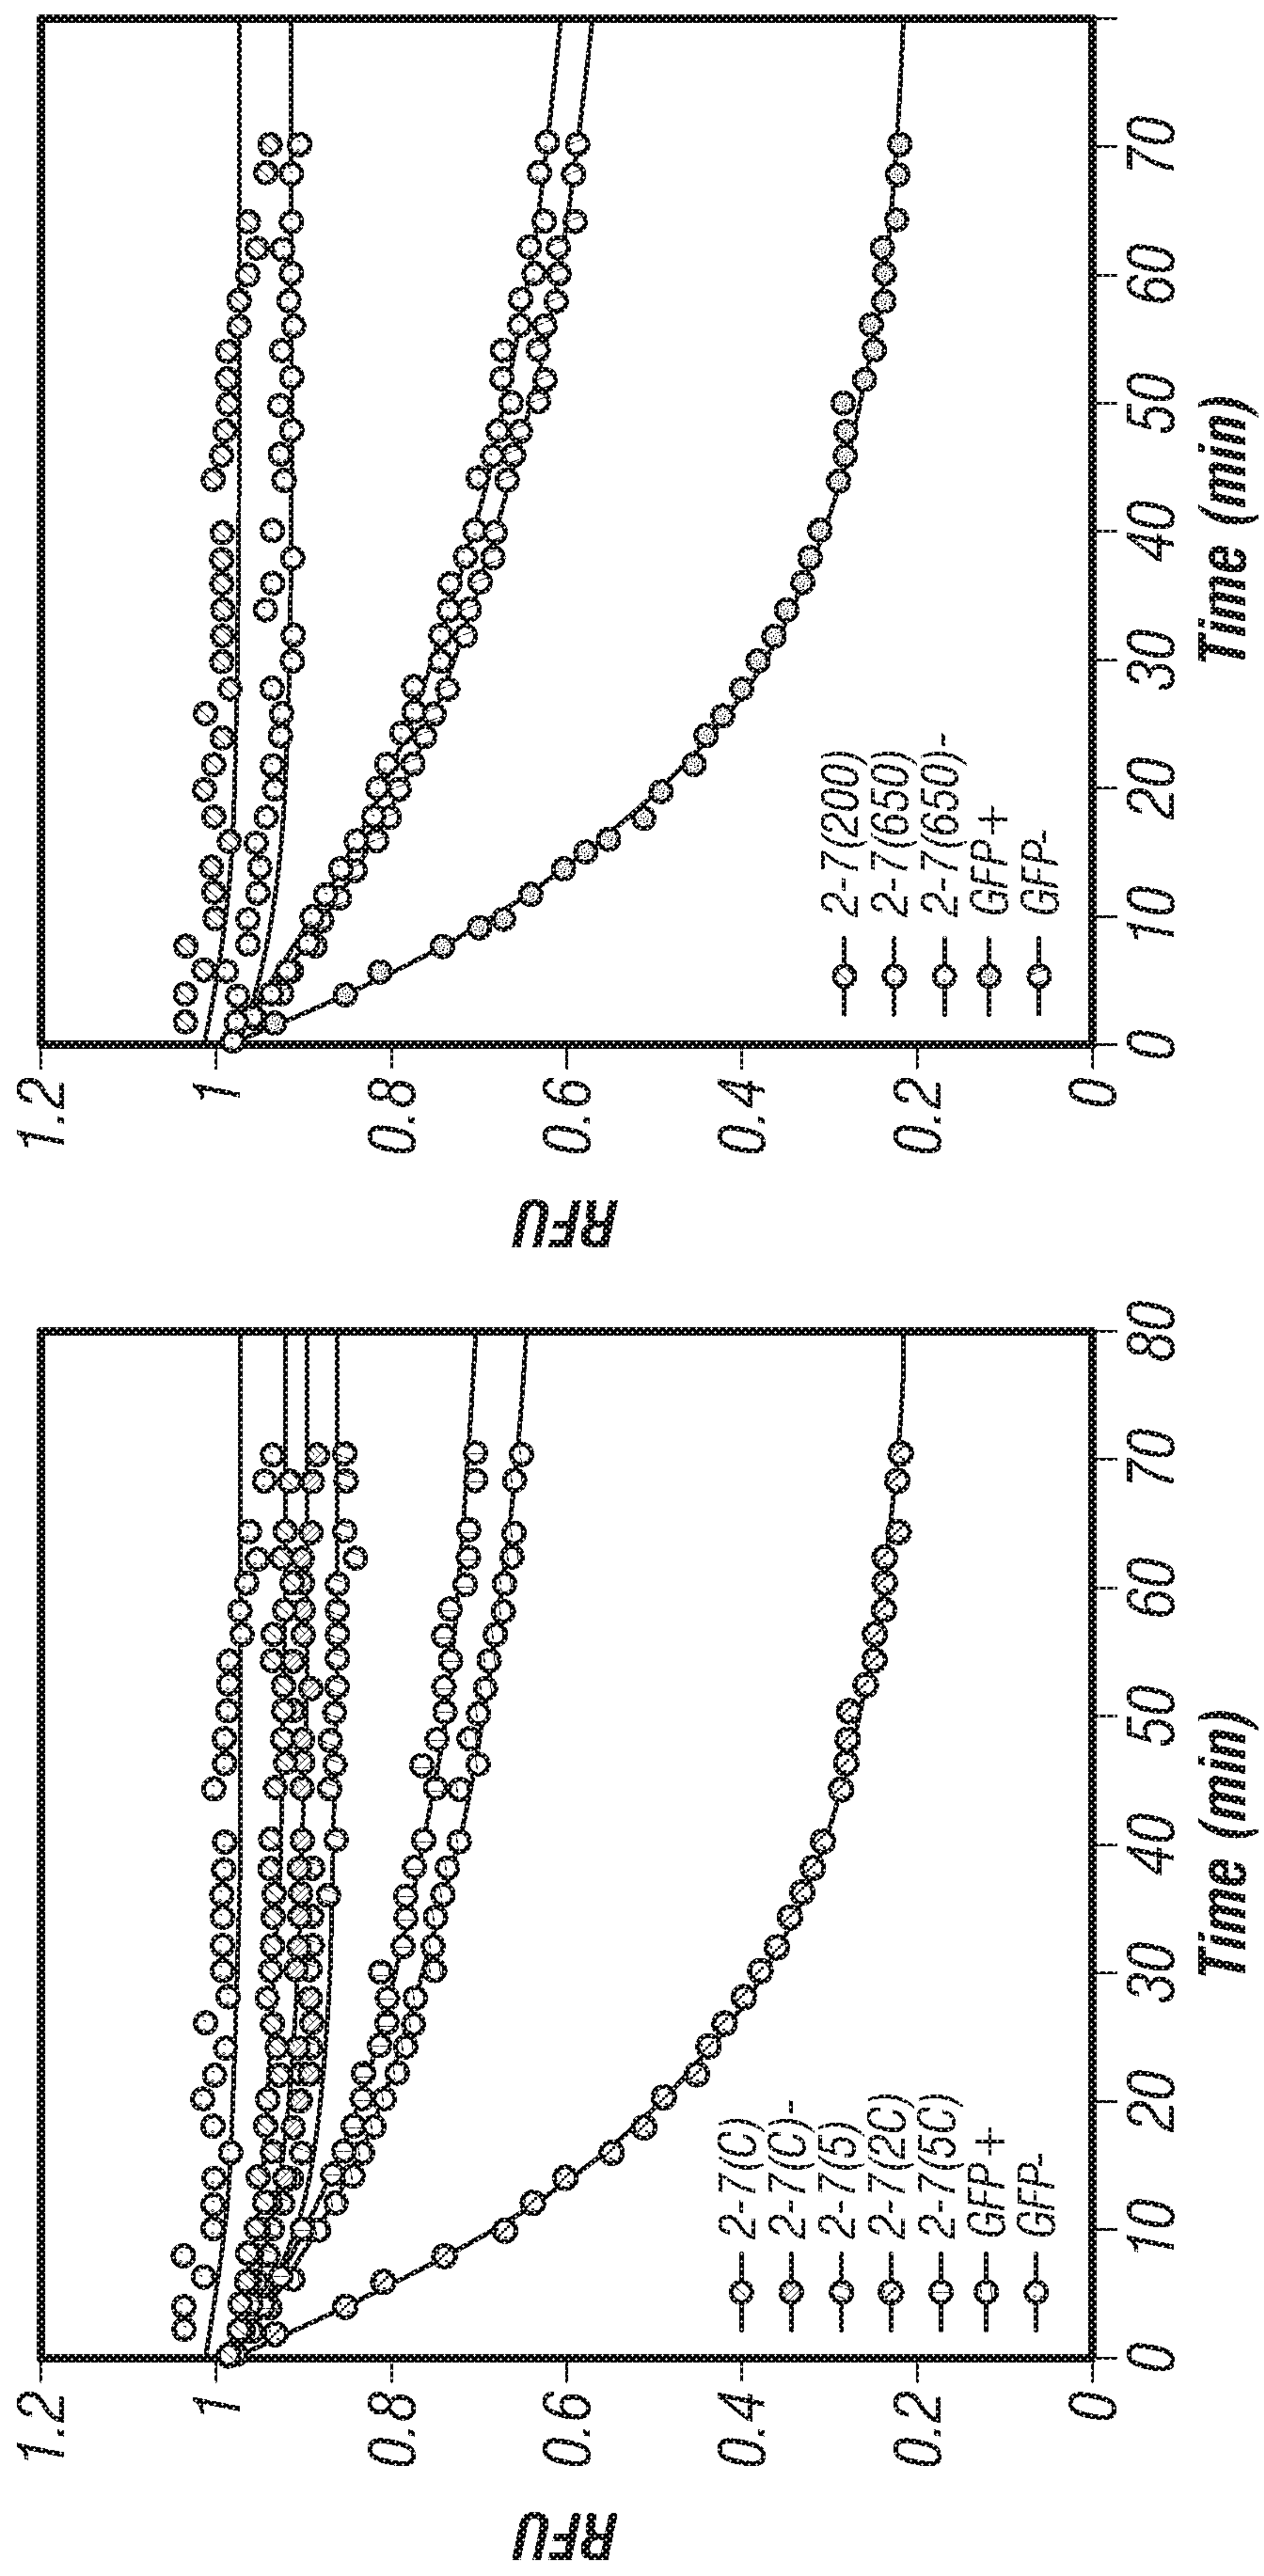 RFU
1.2
1
0.8
0.6
0.4
0.2
0
2-7(C)
2-7(C)-
2-7(5)
2-7(2C)
2-7(5C)
GFP+
GFP-
0 10 20 30 40 50 60 70 80
Time (min)
RFU
1.2
1
0.8
0.6
0.4
0.2
0
2-7(200)
2-7(650)
2-7(650)-
GFP+
GFP-
0 10 20 30 40 50 60 70
Time (min)